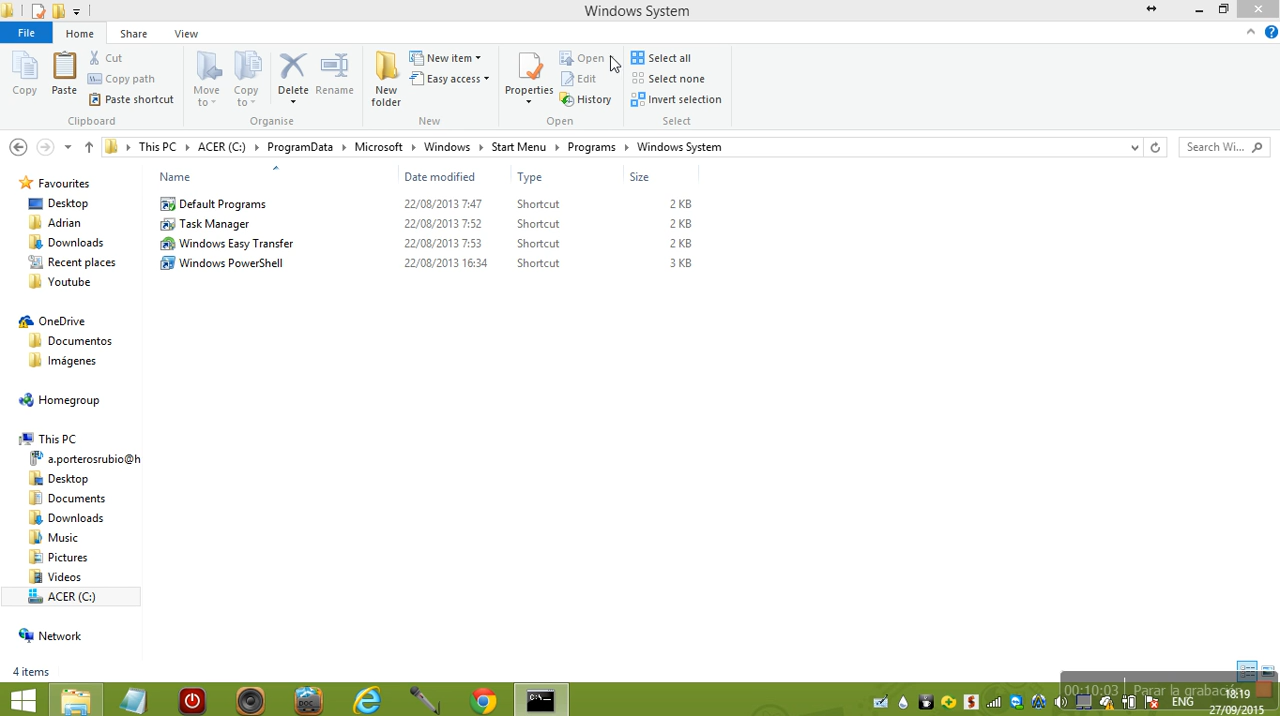 Windows System
File Home Share View
Copy
Paste
Cut
Copy path
Paste shortcut
Move to
Copy to
Delete
Rename
New folder
New item
Easy access
Properties
Open
Edit
History
Select all
Select none
Invert selection
Clipboard Organise New Open Select
This PC ACER (C:) ProgramData Microsoft Windows Start Menu Programs Windows System
Search Wi...
Name Date modified Type Size
Default Programs 22/08/2013 7:47 Shortcut 2 KB
Task Manager 22/08/2013 7:52 Shortcut 2 KB
Windows Easy Transfer 22/08/2013 7:53 Shortcut 2 KB
Windows PowerShell 22/08/2013 16:34 Shortcut 3 KB
Favourites
Desktop
Adrian
Downloads
Recent places
Youtube
OneDrive
Documentos
Imágenes
Homegroup
This PC
a.porterosrubio@h
Desktop
Documents
Downloads
Music
Pictures
Videos
ACER (C:)
Network
4 items
00:10:03 Parar la grabación
DOC
C:\
ENG
18:19
27/09/2015